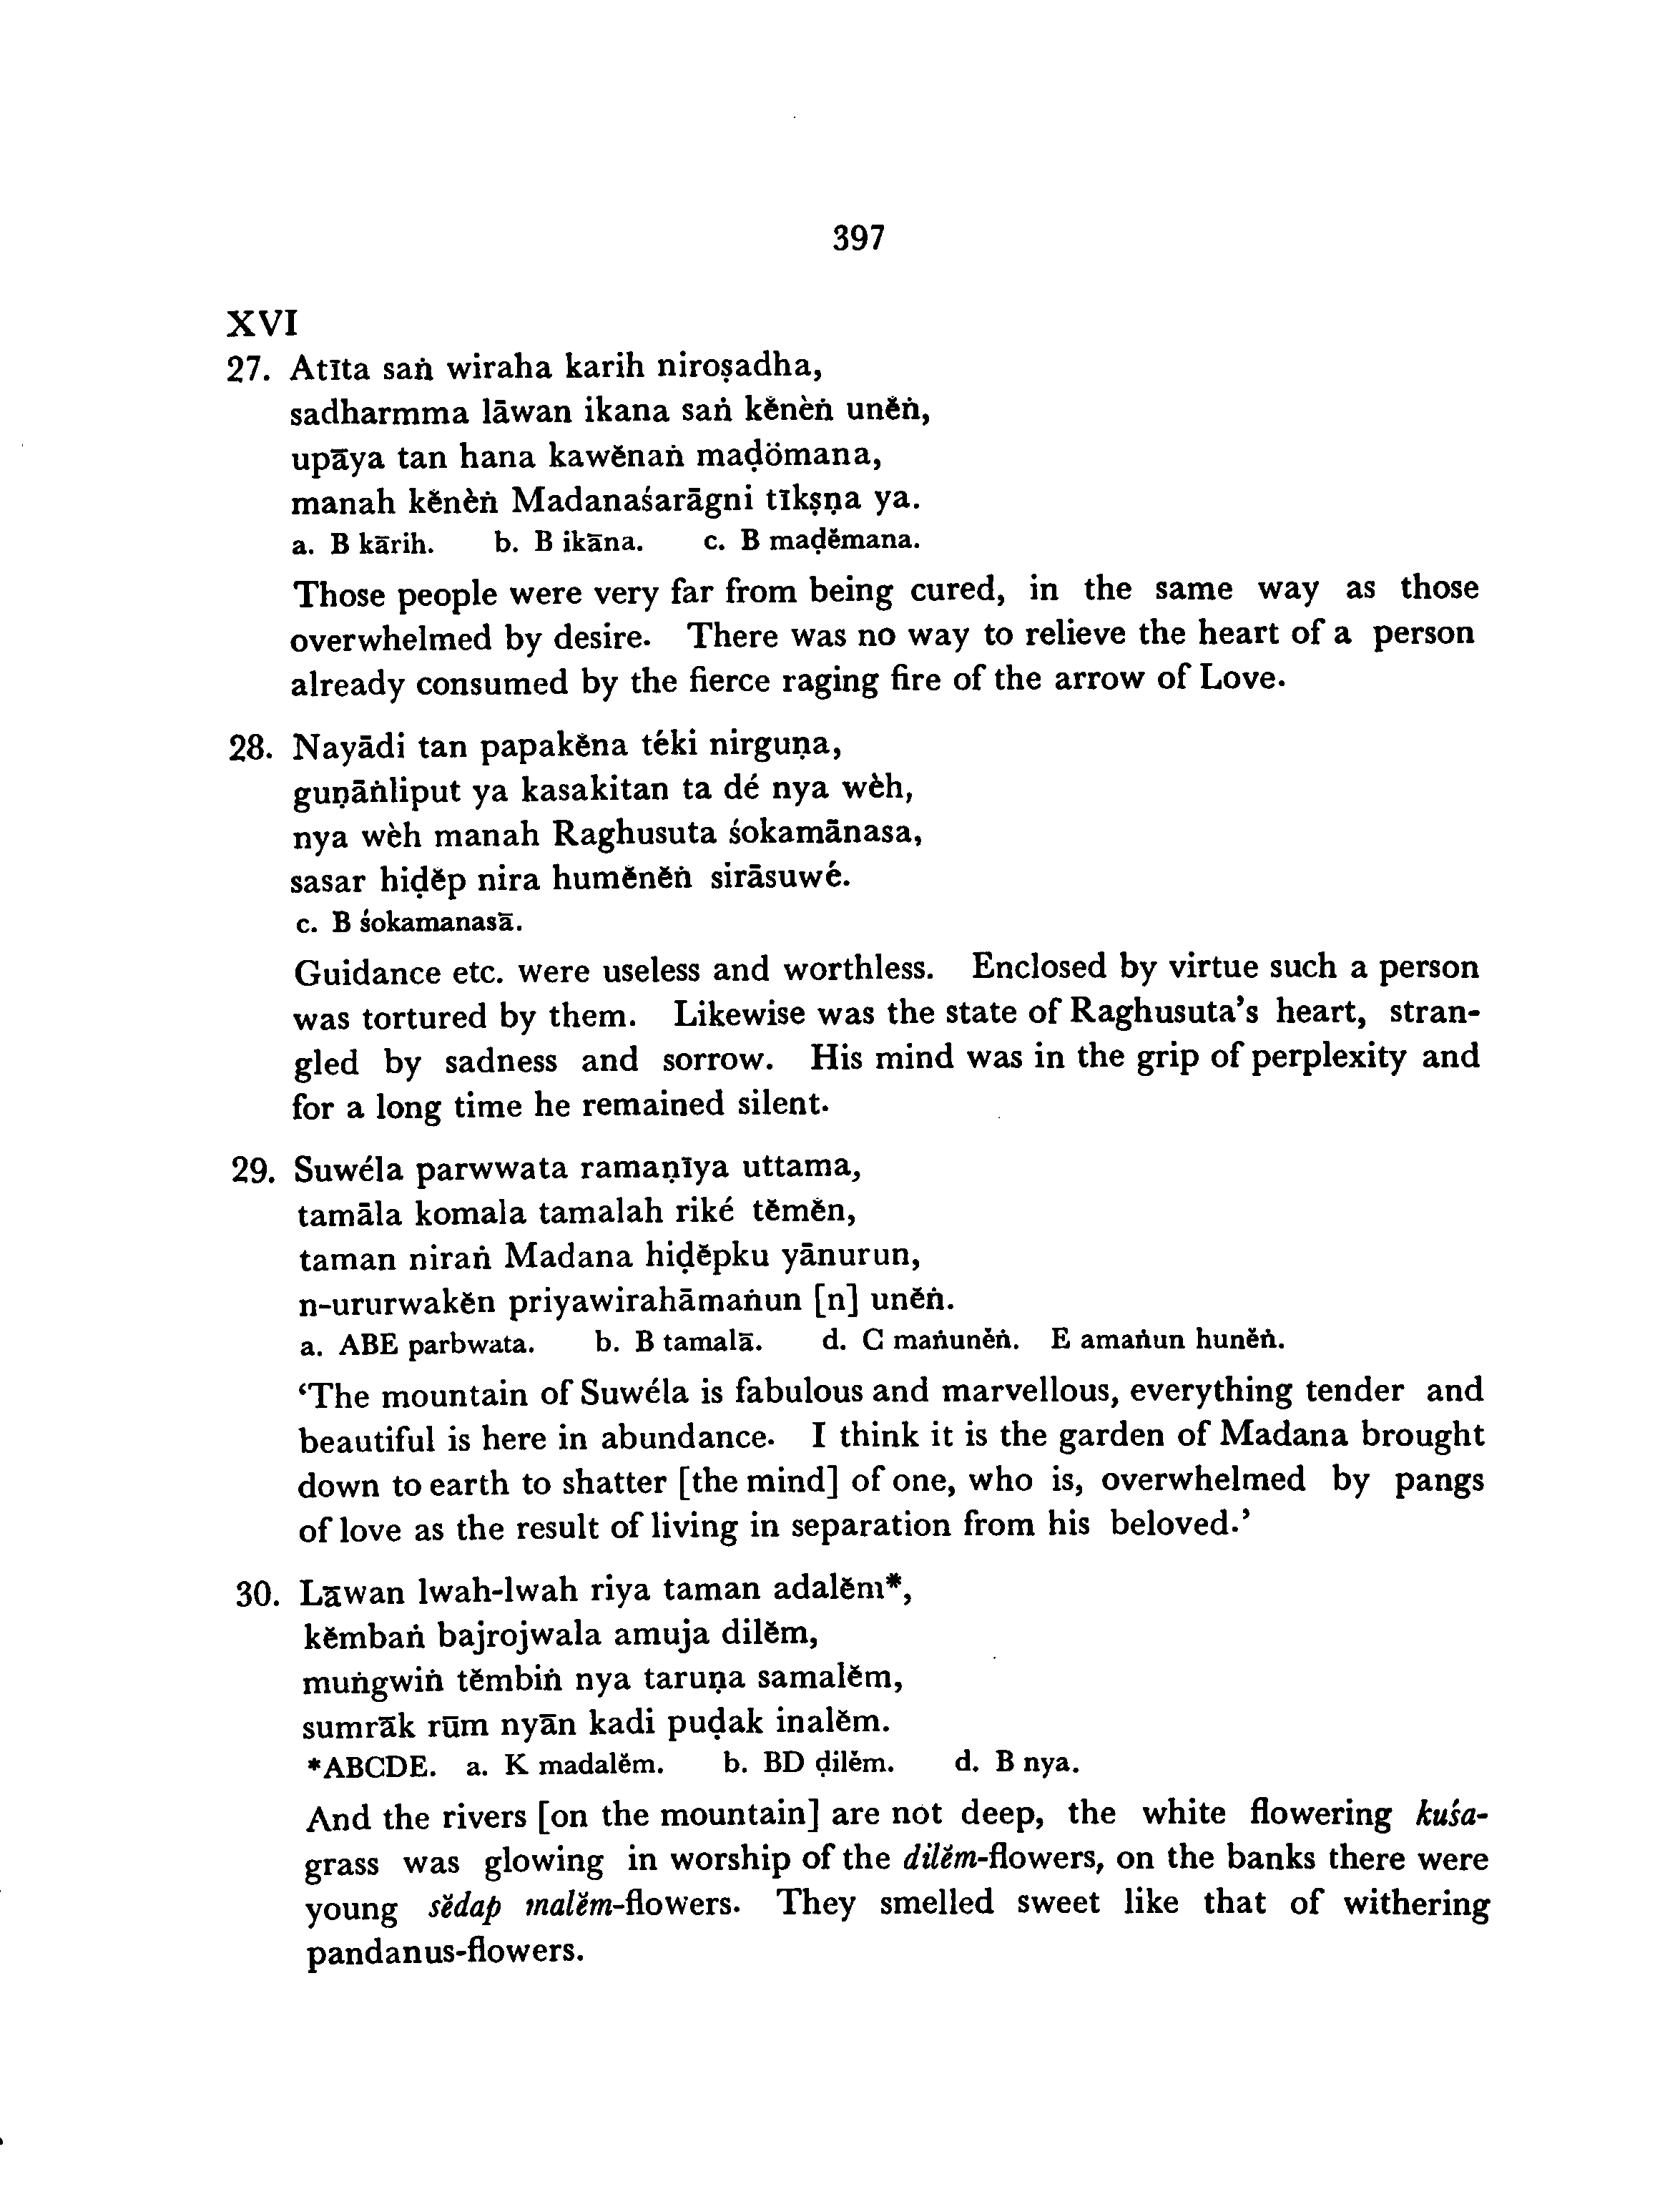 397
XVI
27. Atīta saṅ wiraha karih niroṣadha,
sadharmma lāwan ikana saṅ kĕnèṅ unĕṅ,
upāya tan hana kawĕnaṅ maḍömana,
manah kĕnèṅ Madanaśarāgni tīkṣṇa ya.
a. B kārih. b. B ikāna. c. B maḍĕmana.
Those people were very far from being cured, in the same way as those
overwhelmed by desire. There was no way to relieve the heart of a person
already consumed by the fierce raging fire of the arrow of Love.
28. Nayādi tan papakĕna téki nirguṇa,
guṇāṅliput ya kasakitan ta dé nya wèh,
nya wèh manah Raghusuta śokamānasa,
sasar hiḍĕp nira humĕnĕṅ sirāsuwé.
c. B śokamanasā.
Guidance etc. were useless and worthless. Enclosed by virtue such a person
was tortured by them. Likewise was the state of Raghusuta's heart, stran-
gled by sadness and sorrow. His mind was in the grip of perplexity and
for a long time he remained silent.
29. Suwéla parwwata ramaṇīya uttama,
tamāla komala tamalah riké tĕmĕn,
taman niraṅ Madana hiḍĕpku yānurun,
n-ururwakĕn priyawirahāmaṅun [n] unĕṅ.
a. ABE parbwata. b. B tamalā. d. C maṅunĕṅ. E amaṅun hunĕṅ.
‘The mountain of Suwéla is fabulous and marvellous, everything tender and
beautiful is here in abundance. I think it is the garden of Madana brought
down to earth to shatter [the mind] of one, who is, overwhelmed by pangs
of love as the result of living in separation from his beloved.’
30. Lāwan lwah-lwah riya taman adalĕm*,
kĕmbaṅ bajrojwala amuja dilĕm,
muṅgwiṅ tĕmbiṅ nya taruṇa samalĕm,
sumrāk rūm nyān kadi puḍak inalĕm.
*ABCDE. a. K madalĕm. b. BD ḍilĕm. d. B nya.
And the rivers [on the mountain] are not deep, the white flowering kuśa-
grass was glowing in worship of the dilĕm-flowers, on the banks there were
young sĕdap malĕm-flowers. They smelled sweet like that of withering
pandanus-flowers.